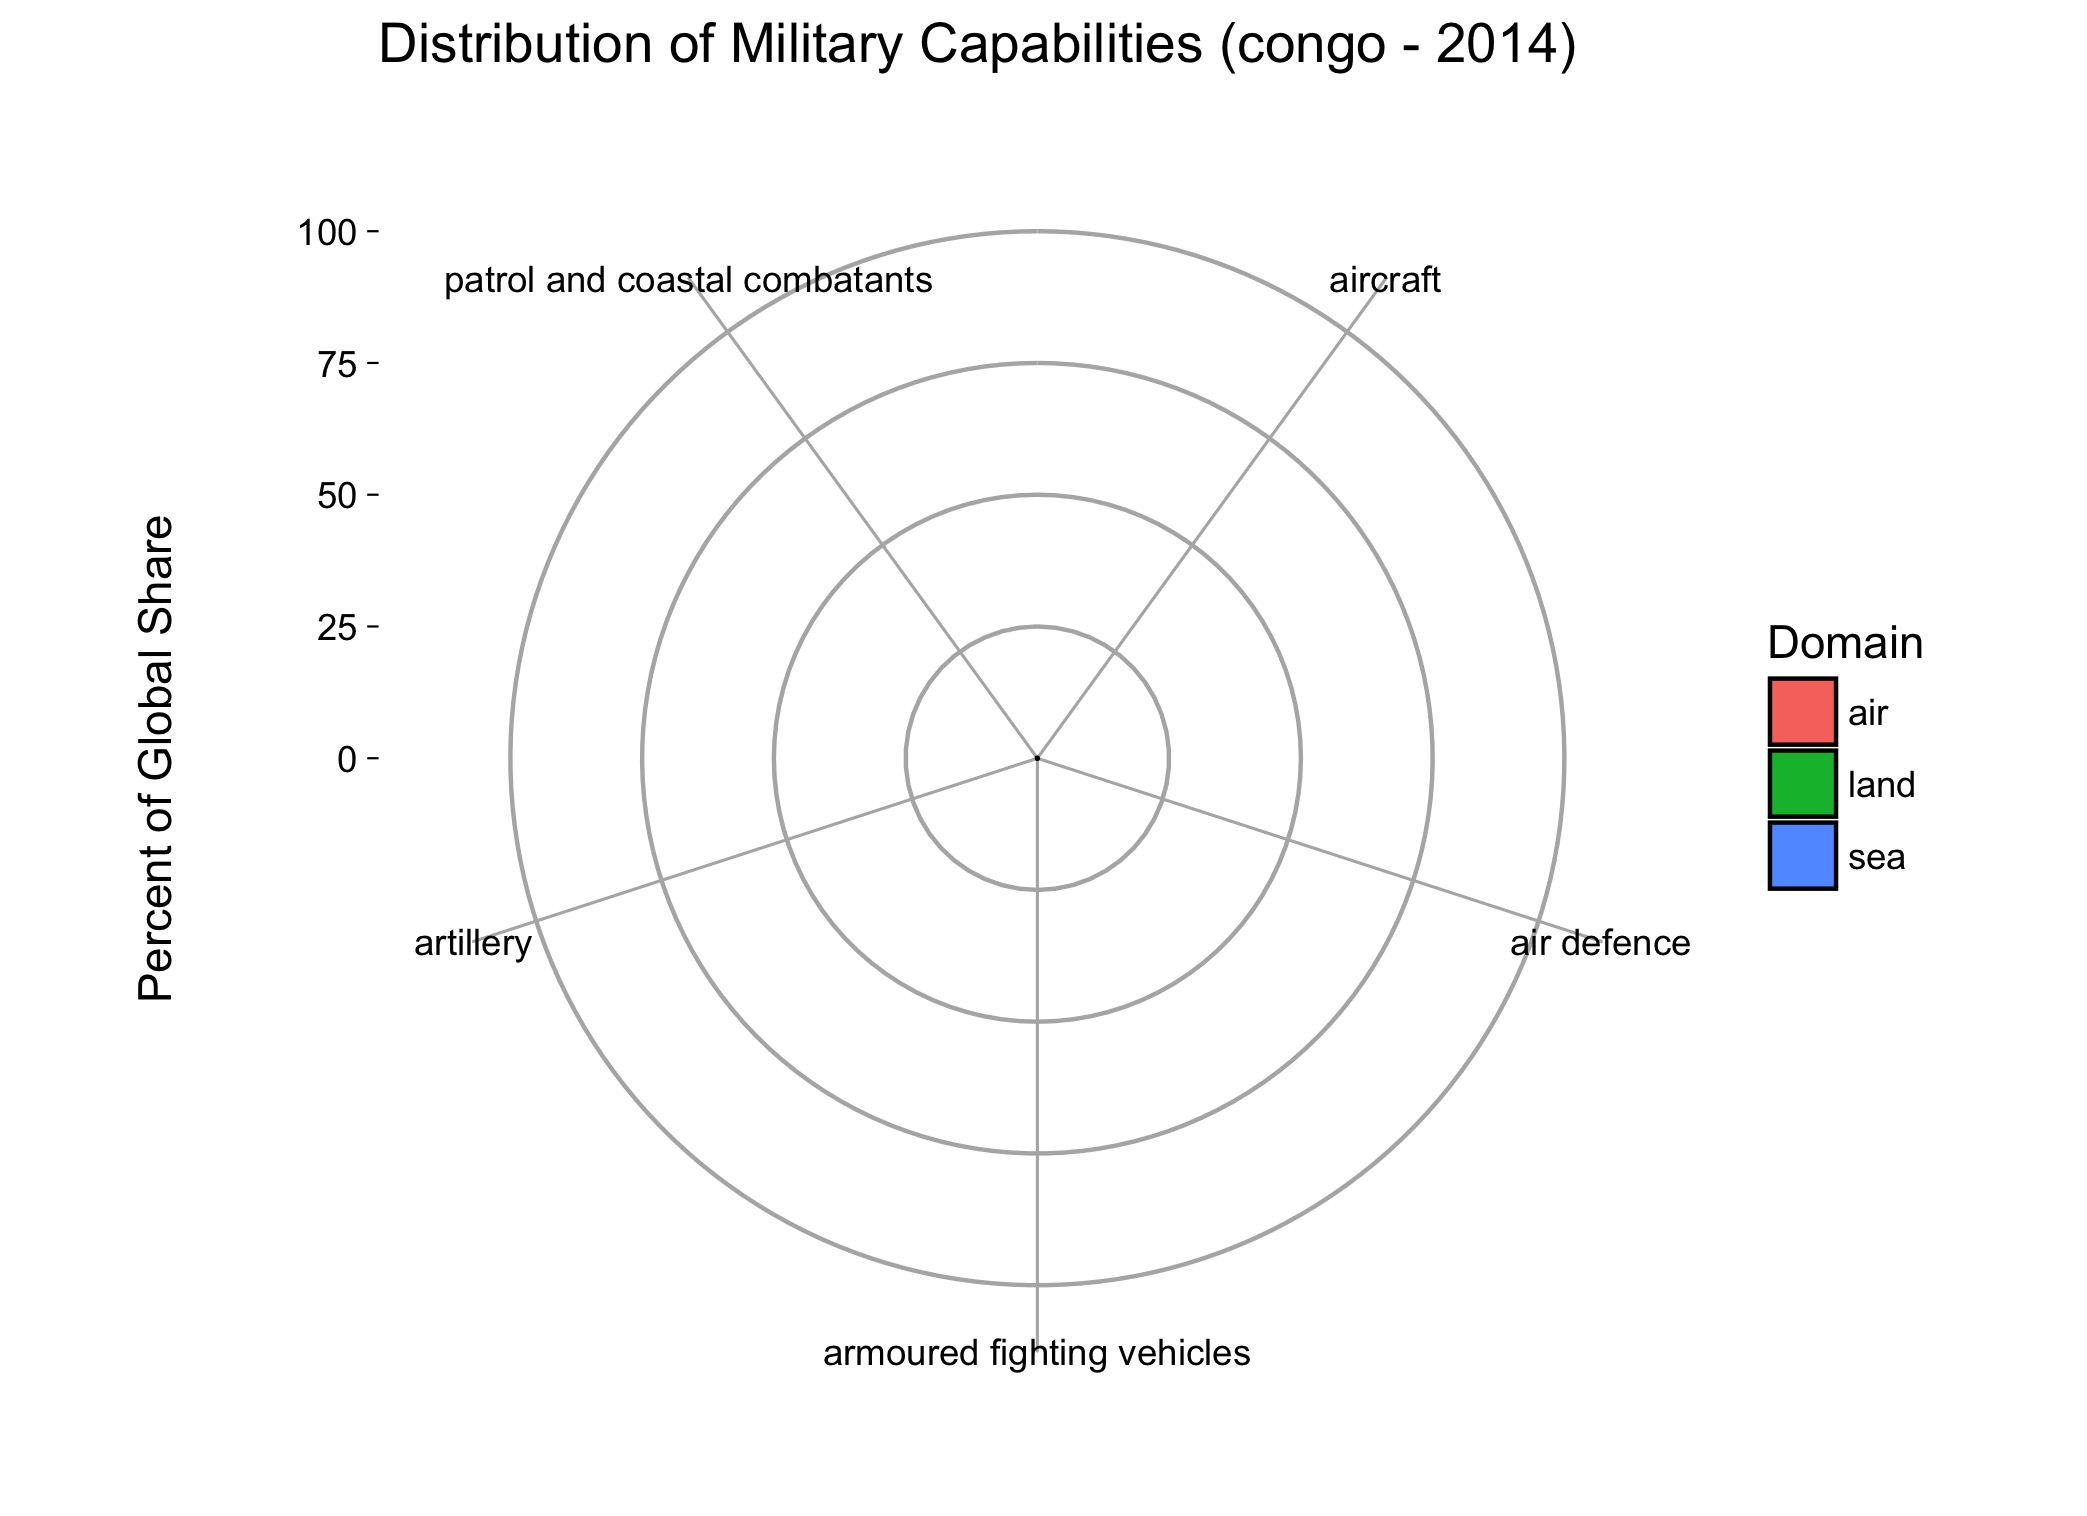 Distribution of Military Capabilities (congo - 2014)
100
patrol and coastal combatants
aircraft
75
50
25
0
Percent of Global Share
Domain
air
land
sea
artillery
air defence
armoured fighting vehicles